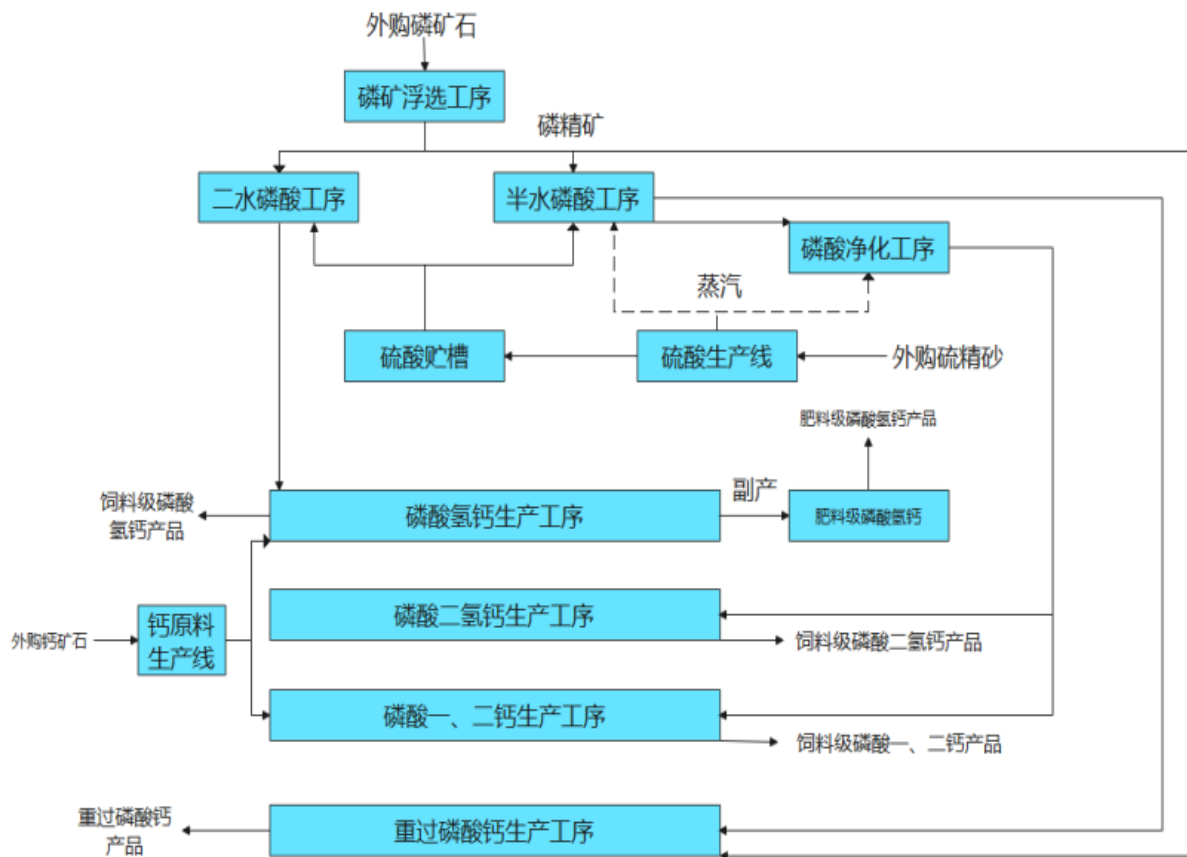 外购磷矿石
磷矿浮选工序
磷精矿
二水磷酸工序
半水磷酸工序
磷酸净化工序
蒸汽
硫酸贮槽
硫酸生产线
外购硫精砂
肥料级磷酸氢钙产品
饲料级磷酸
氢钙产品
磷酸氢钙生产工序
副产
肥料级磷酸氢钙
外购钙矿石
钙原料
生产线
磷酸二氢钙生产工序
饲料级磷酸二氢钙产品
磷酸一、二钙生产工序
饲料级磷酸一、二钙产品
重过磷酸钙
产品
重过磷酸钙生产工序